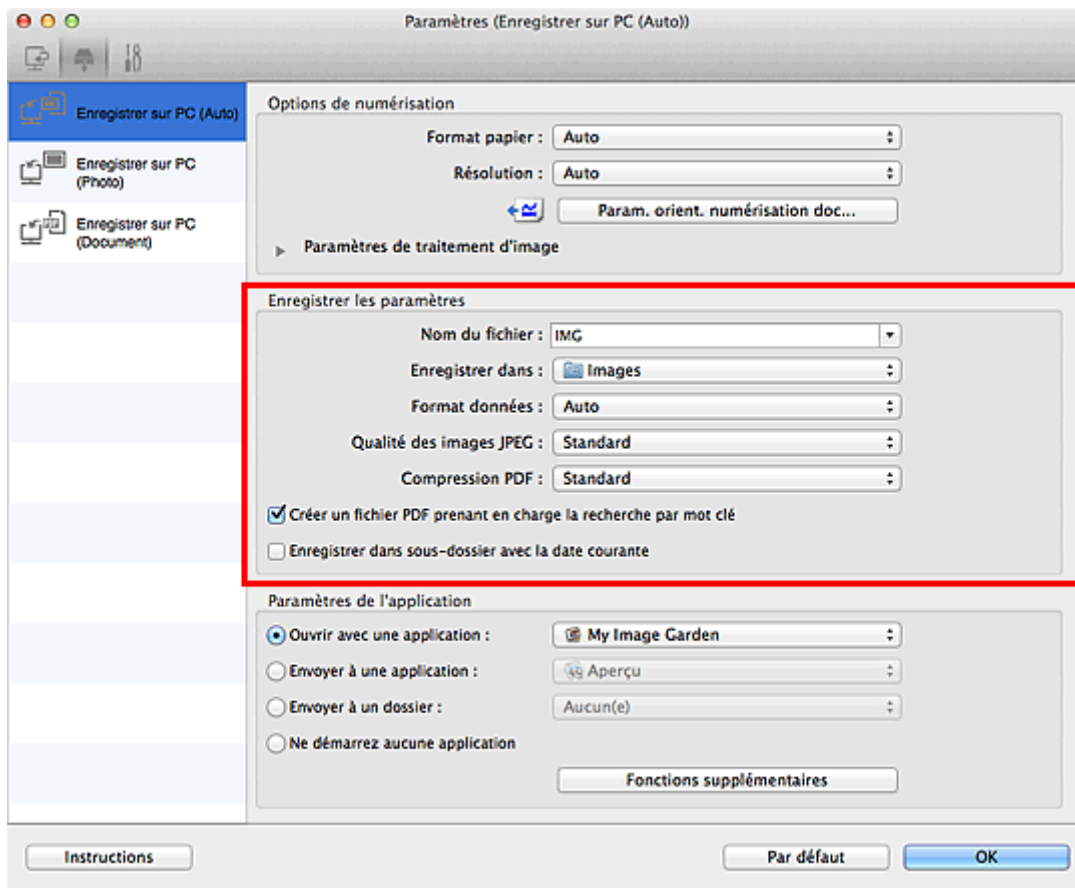 Paramètres (Enregistrer sur PC (Auto))
Enregistrer sur PC (Auto)
Enregistrer sur PC
(Photo)
Enregistrer sur PC
(Document)
Options de numérisation
Format papier : Auto
Résolution : Auto
Param. orient. numérisation doc...
Paramètres de traitement d'image
Enregistrer les paramètres
Nom du fichier : IMG
Enregistrer dans : Images
Format données : Auto
Qualité des images JPEG : Standard
Compression PDF : Standard
Créer un fichier PDF prenant en charge la recherche par mot clé
Enregistrer dans sous-dossier avec la date courante
Paramètres de l'application
Ouvrir avec une application : My Image Garden
Envoyer à une application : Aperçu
Envoyer à un dossier : Aucun(e)
Ne démarrez aucune application
Fonctions supplémentaires
Instructions Par défaut OK